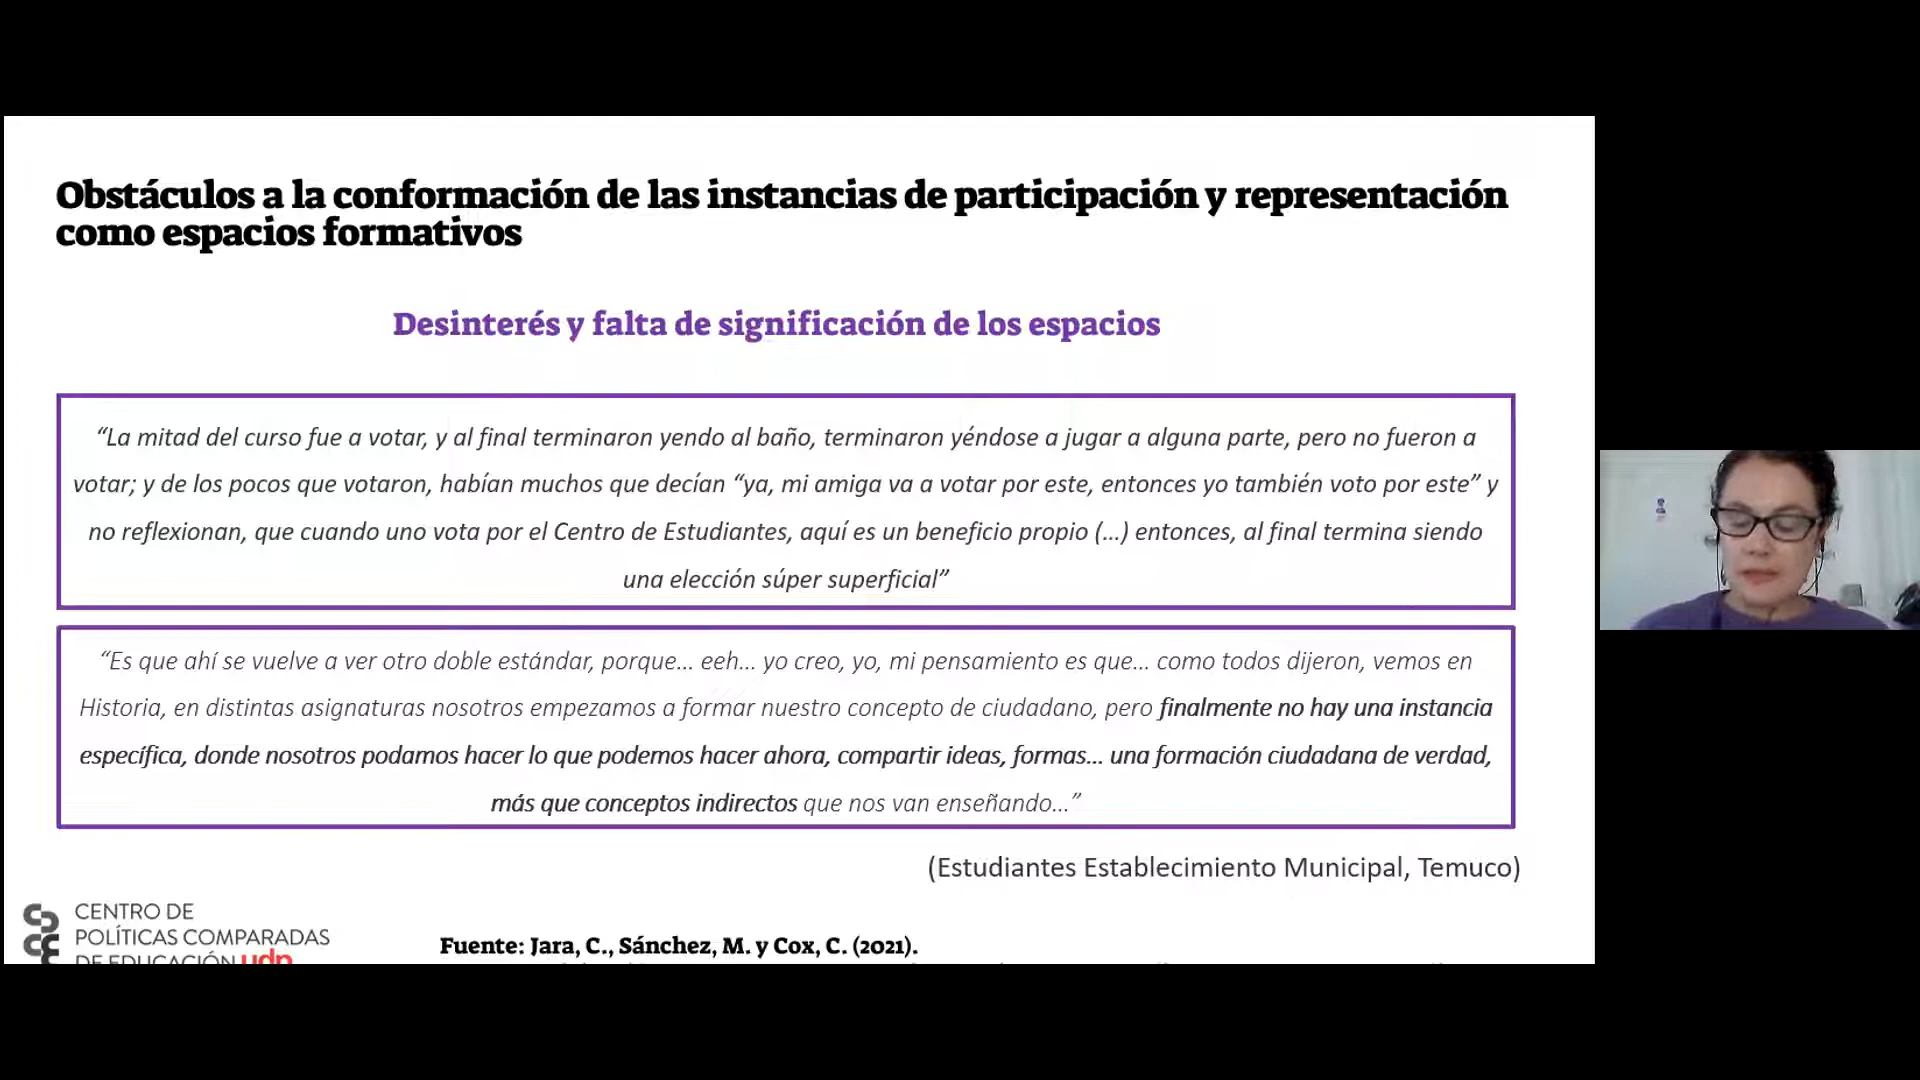 Obstáculos a la conformación de las instancias de participación y representación
como espacios formativos
Desinterés y falta de significación de los espacios
“La mitad del curso fue a votar, y al final terminaron yendo al baño, terminaron yéndose a jugar a alguna parte, pero no fueron a
votar; y de los pocos que votaron, habían muchos que decían “ya, mi amiga va a votar por este, entonces yo también voto por este” y
no reflexionan, que cuando uno vota por el Centro de Estudiantes, aquí es un beneficio propio (…) entonces, al final termina siendo
una elección súper superficial”
“Es que ahí se vuelve a ver otro doble estándar, porque… eeh… yo creo, yo, mi pensamiento es que… como todos dijeron, vemos en
Historia, en distintas asignaturas nosotros empezamos a formar nuestro concepto de ciudadano, pero finalmente no hay una instancia
específica, donde nosotros podamos hacer lo que podemos hacer ahora, compartir ideas, formas… una formación ciudadana de verdad,
más que conceptos indirectos que nos van enseñando…”
(Estudiantes Establecimiento Municipal, Temuco)
CENTRO DE
POLÍTICAS COMPARADAS
DE EDUCACIÓN udp
Fuente: Jara, C., Sánchez, M. y Cox, C. (2021).